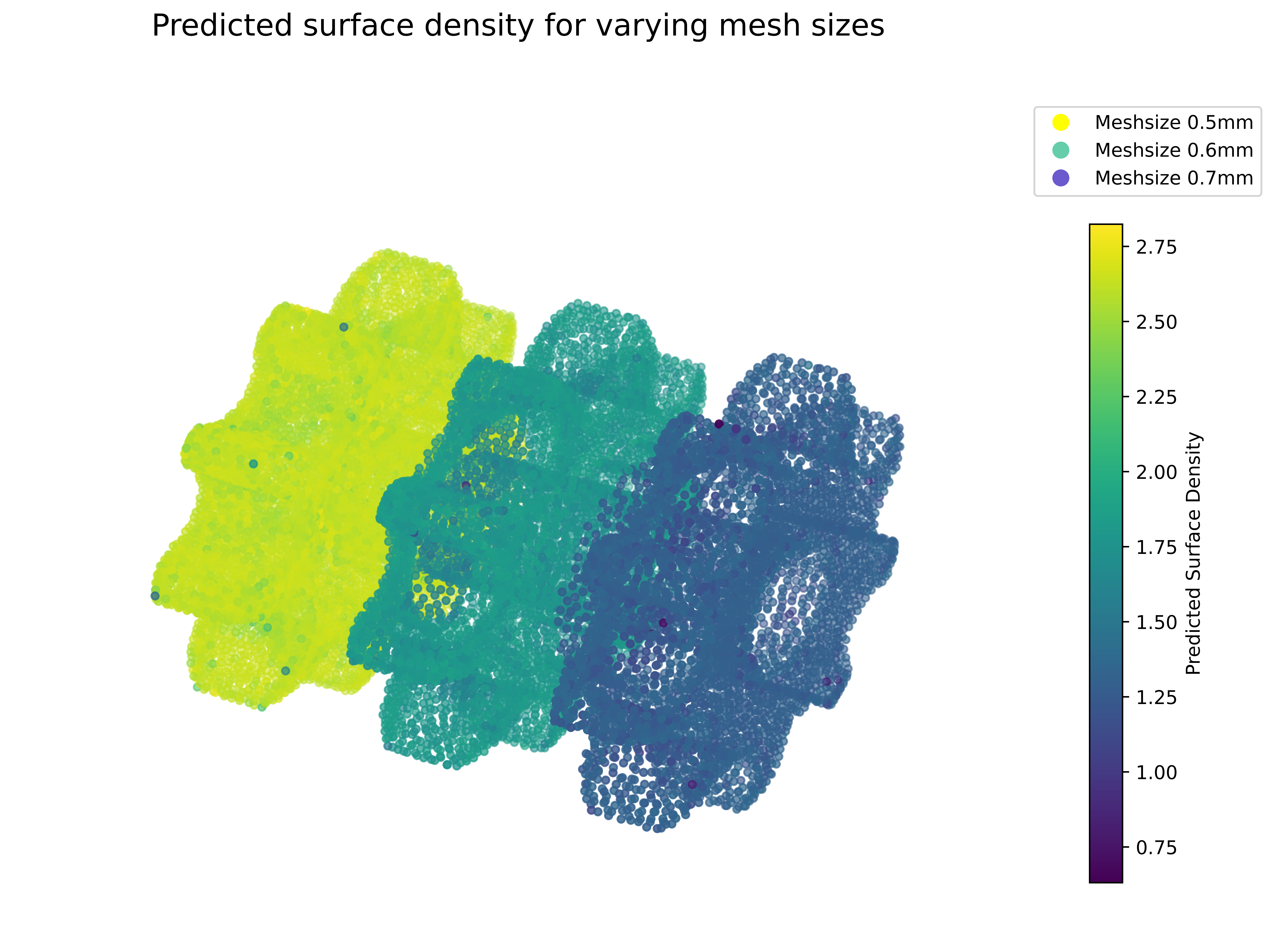 Predicted surface density for varying mesh sizes
Meshsize 0.5mm
Meshsize 0.6mm
Meshsize 0.7mm
2.75
2.50
2.25
2.00
1.75
1.50
1.25
1.00
0.75
Predicted Surface Density